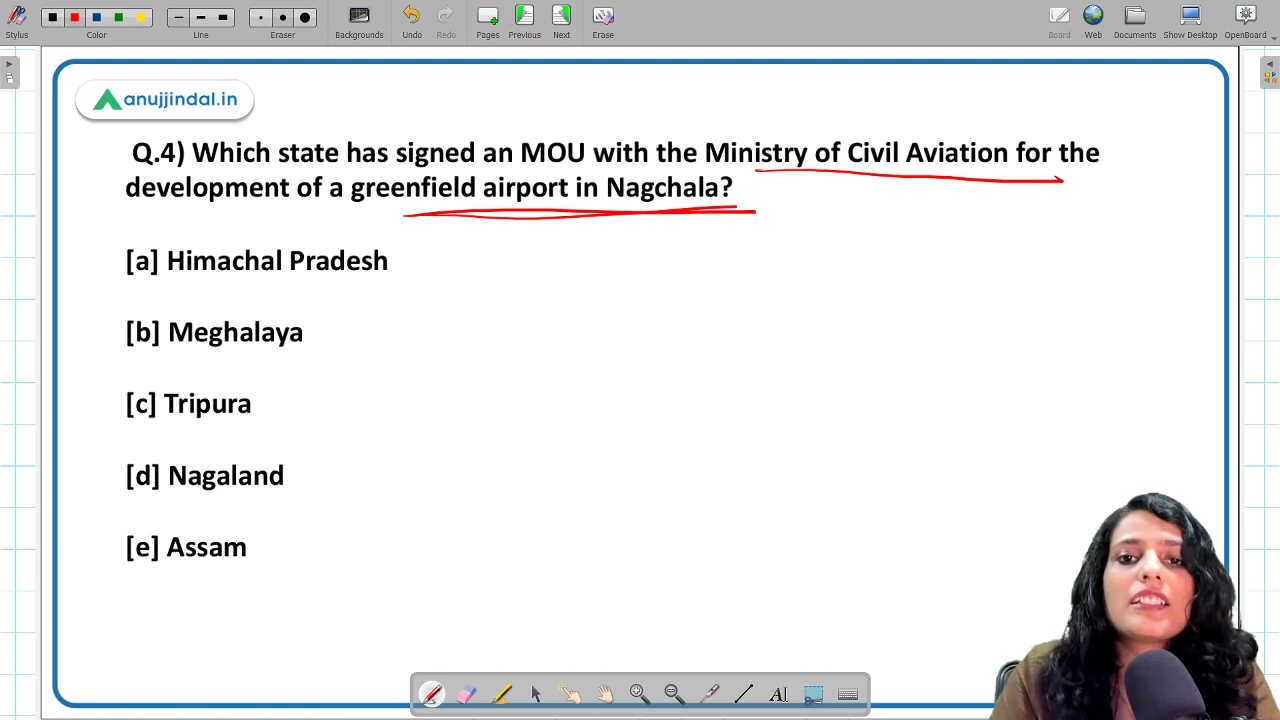 Stylus
Color
Line
Eraser
Backgrounds
Undo
Redo
Pages
Previous
Next
Erase
Board
Web
Documents
Show Desktop
OpenBoard
anujjindal.in
Q.4) Which state has signed an MOU with the Ministry of Civil Aviation for the
development of a greenfield airport in Nagchala?
[a] Himachal Pradesh
[b] Meghalaya
[c] Tripura
[d] Nagaland
[e] Assam
AI